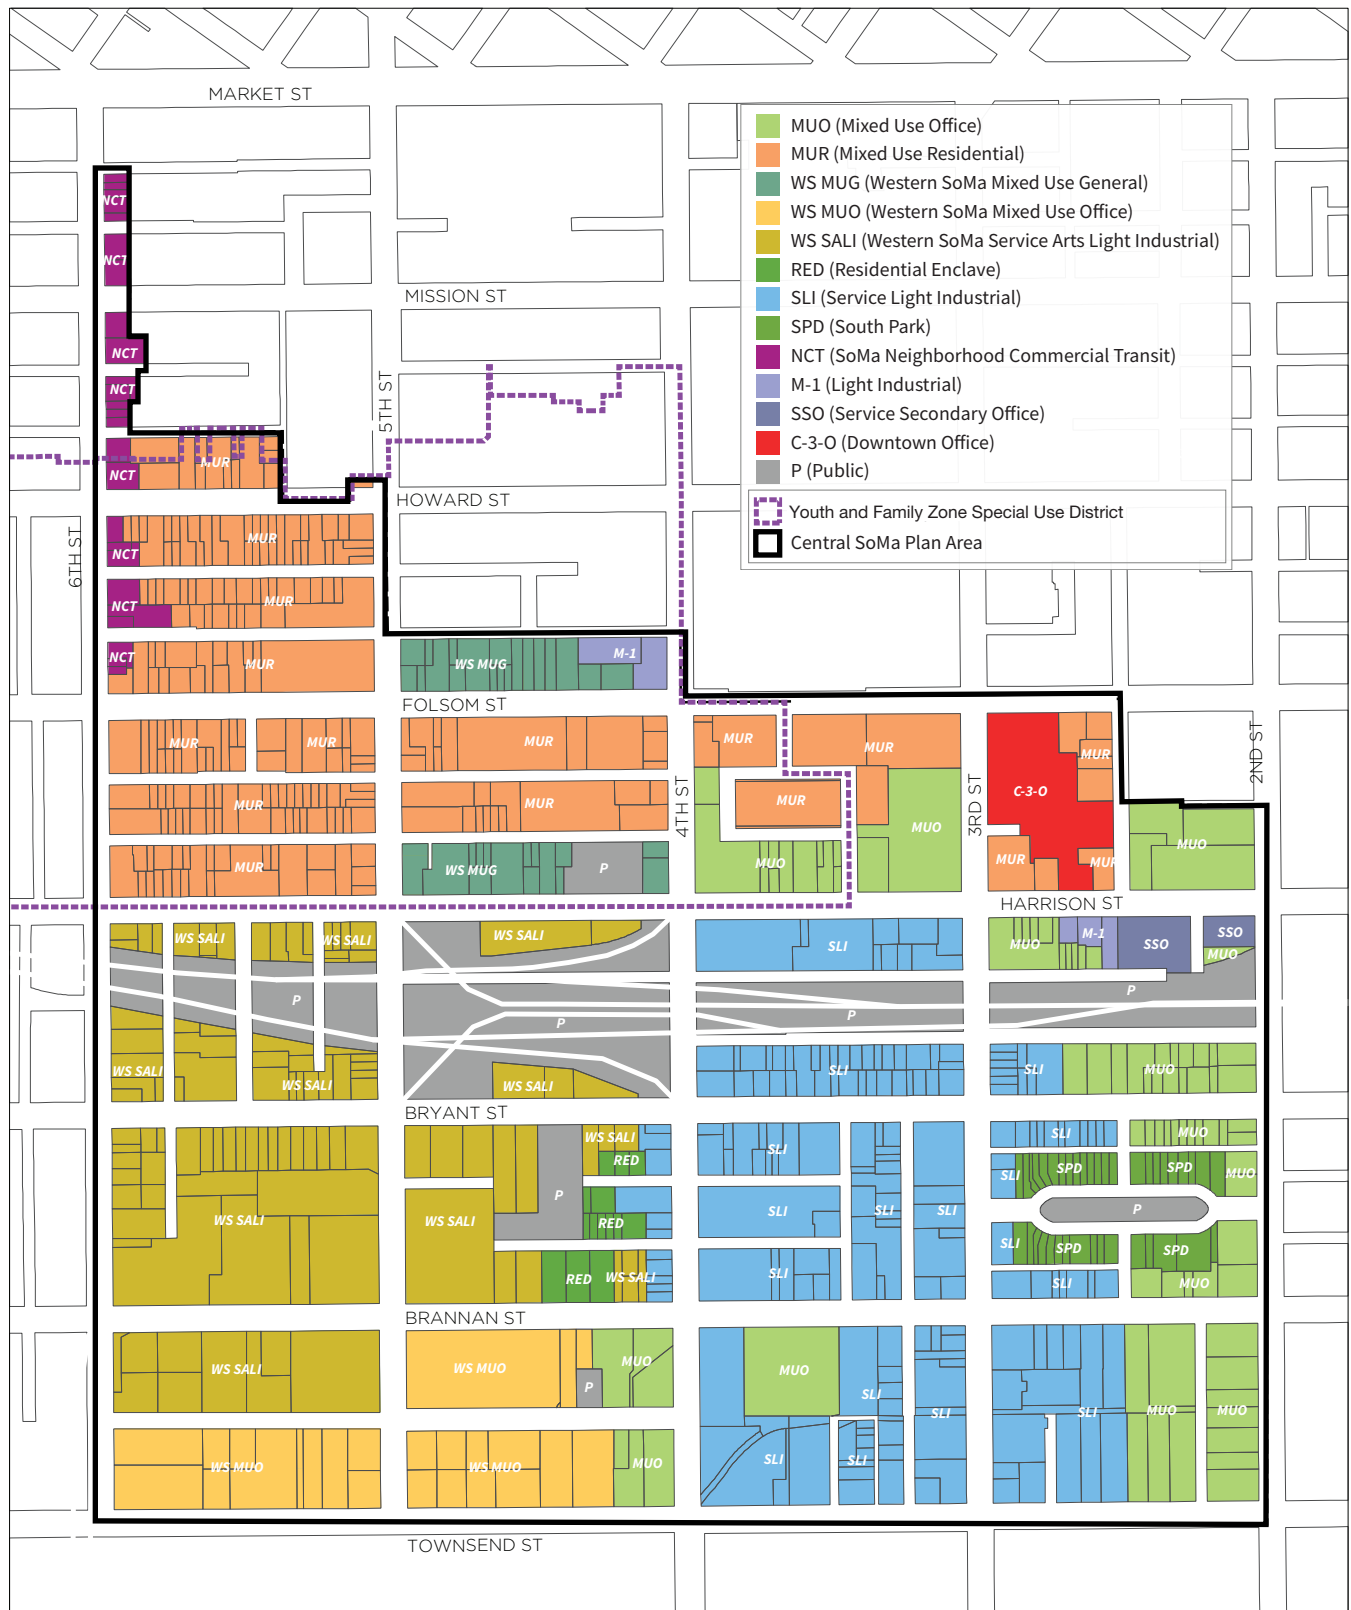 MARKET ST
MUO (Mixed Use Office)
MUR (Mixed Use Residential)
WS MUG (Western SoMa Mixed Use General)
WS MUO (Western SoMa Mixed Use Office)
WS SALI (Western SoMa Service Arts Light Industrial)
RED (Residential Enclave)
SLI (Service Light Industrial)
SPD (South Park)
NCT (SoMa Neighborhood Commercial Transit)
M-1 (Light Industrial)
SSO (Service Secondary Office)
C-3-O (Downtown Office)
P (Public)
Youth and Family Zone Special Use District
Central SoMa Plan Area
NCT
NCT
MISSION ST
NCT
NCT
5TH ST
MUR
NCT
HOWARD ST
6TH ST
NCT
MUR
NCT
MUR
NCT
MUR
WS MUG
M-1
FOLSOM ST
MUR
MUR
MUR
MUR
MUR
MUR
2ND ST
4TH ST
3RD ST
C-3-O
MUR
MUR
MUR
MUO
MUO
MUR
WS MUG
P
MUO
MUR
MUR
HARRISON ST
WS SALI
WS SALI
WS SALI
SLI
MUO
M-1
SSO
SSO
MUO
P
P
P
P
WS SALI
WS SALI
WS SALI
SLI
SLI
MUO
BRYANT ST
WS SALI
RED
SLI
SLI
MUO
SLI
SPD
SPD
MUO
WS SALI
WS SALI
P
RED
SLI
SLI
SLI
P
SLI
SPD
SPD
RED
WS SALI
SLI
SLI
MUO
BRANNAN ST
WS SALI
WS MUO
P
MUO
MUO
SLI
SLI
SLI
MUO
MUO
WS MUO
WS MUO
MUO
SLI
SLI
TOWNSEND ST